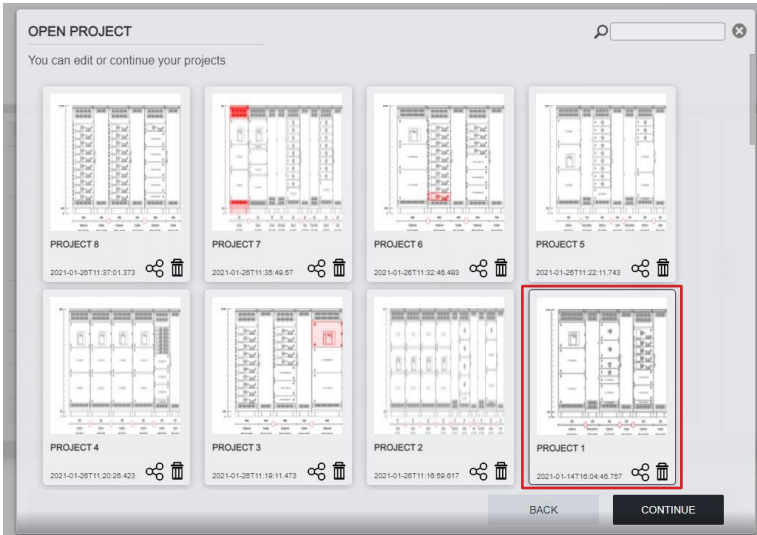 OPEN PROJECT
You can edit or continue your projects
PROJECT 8
2021-01-26T11:37:01.373
PROJECT 7
2021-01-26T11:35:49.57
PROJECT 6
2021-01-26T11:32:46.493
PROJECT 5
2021-01-26T11:22:11.743
PROJECT 4
2021-01-26T11:20:26.423
PROJECT 3
2021-01-26T11:19:11.473
PROJECT 2
2021-01-26T11:16:59.617
PROJECT 1
2021-01-14T16:04:46.757
BACK
CONTINUE